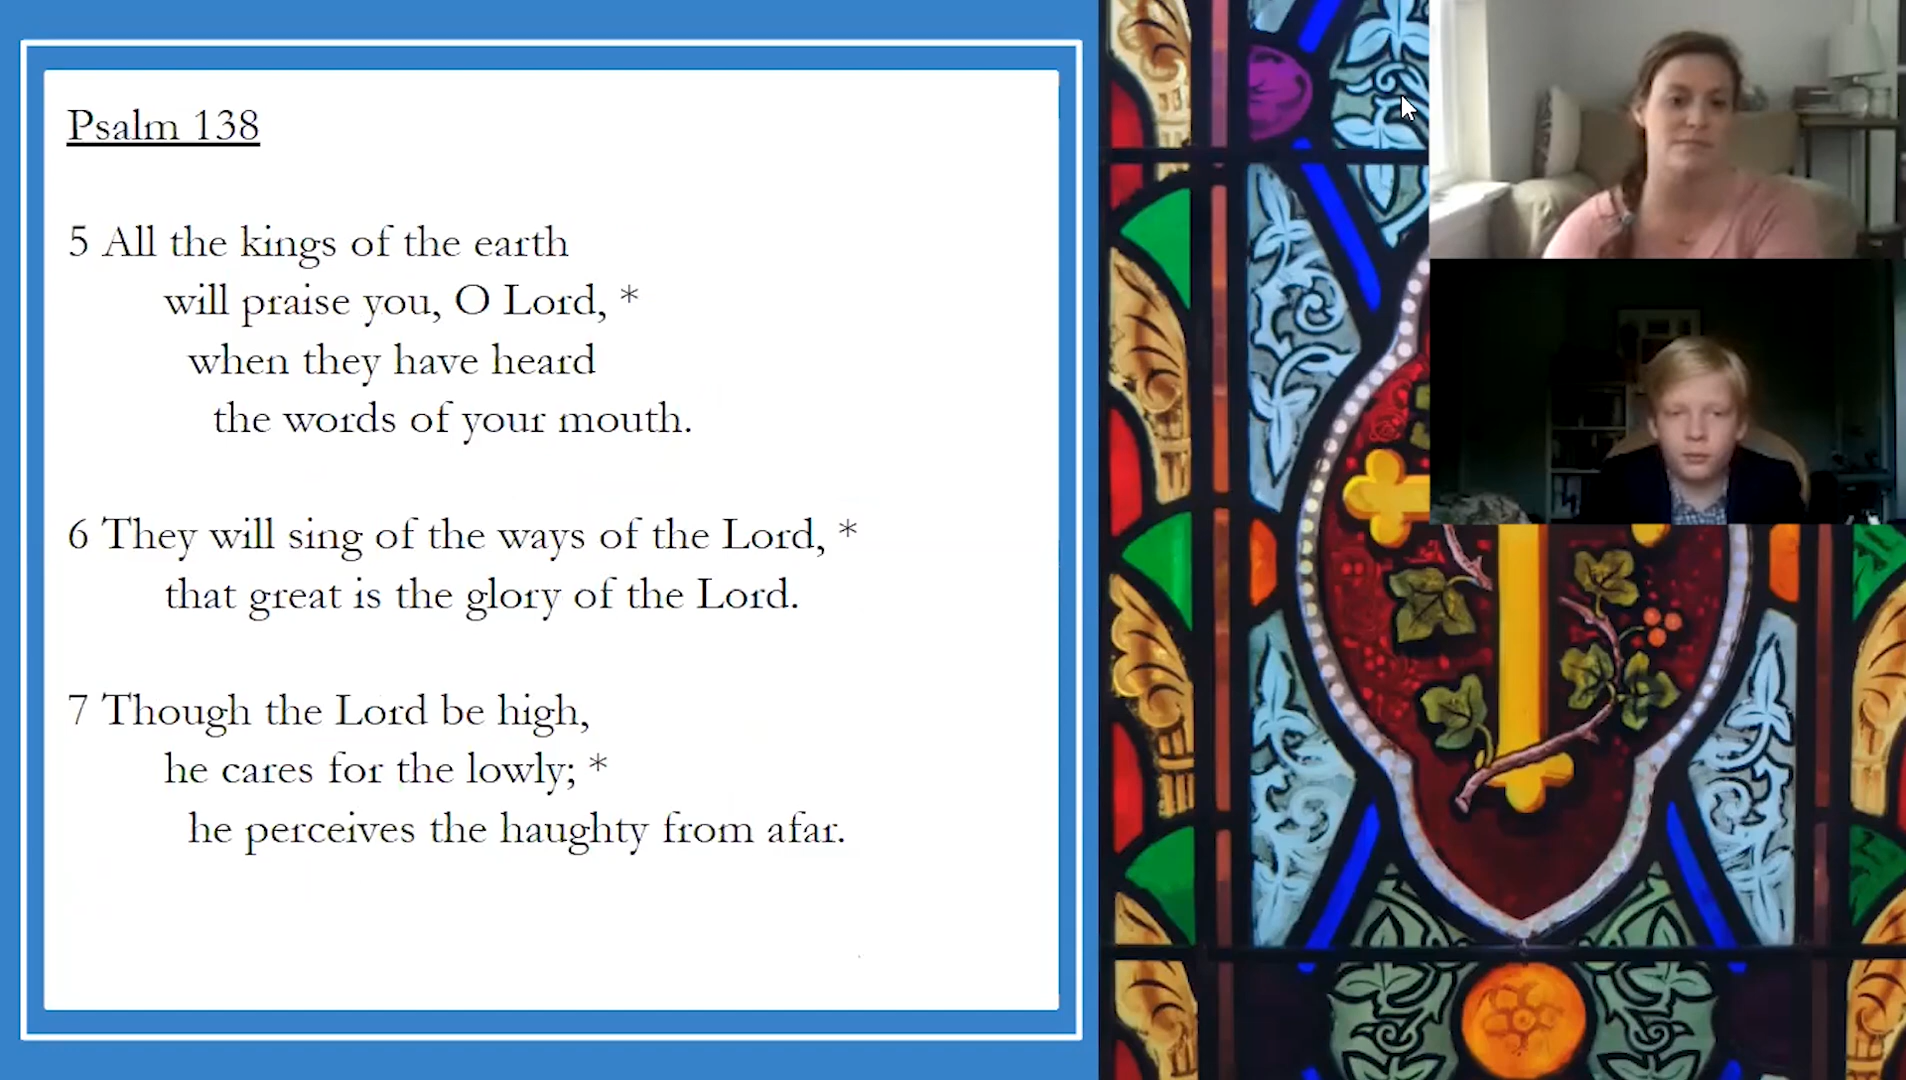 Psalm 138
5 All the kings of the earth
will praise you, O Lord, *
when they have heard
the words of your mouth.
6 They will sing of the ways of the Lord, *
that great is the glory of the Lord.
7 Though the Lord be high,
he cares for the lowly; *
he perceives the haughty from afar.